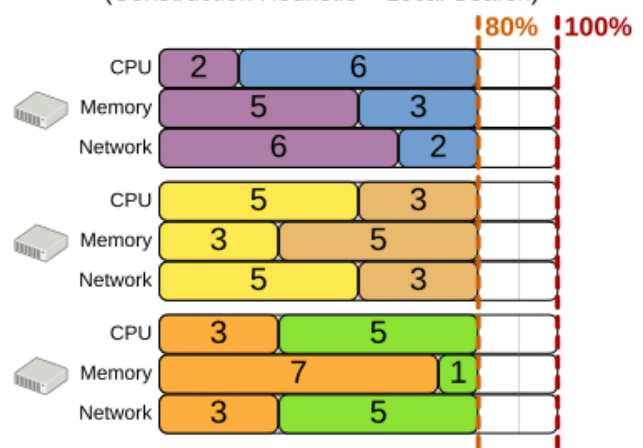 80% 100%
CPU 2 6
Memory 5 3
Network 6 2
CPU 5 3
Memory 3 5
Network 5 3
CPU 3 5
Memory 7 1
Network 3 5